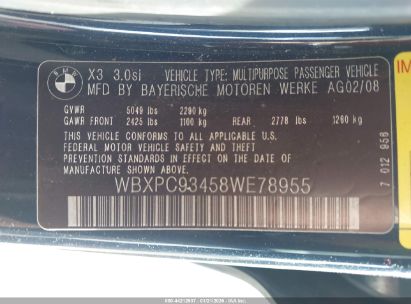 BMW
X3 3.0si VEHICLE TYPE: MULTIPURPOSE PASSENGER VEHICLE
MFD BY BAYERISCHE MOTOREN WERKE AG02/08
GVWR 5049 lbs 2290 kg
GAWR FRONT 2425 lbs 1100 kg REAR 2778 lbs 1260 kg
THIS VEHICLE CONFORMS TO ALL APPLICABLE U.S.
FEDERAL MOTOR VEHICLE SAFETY AND THEFT
PREVENTION STANDARDS IN EFFECT ON THE DATE OF
MANUFACTURE SHOWN ABOVE.
WBXPC93458WE78955
7 012 958
IM